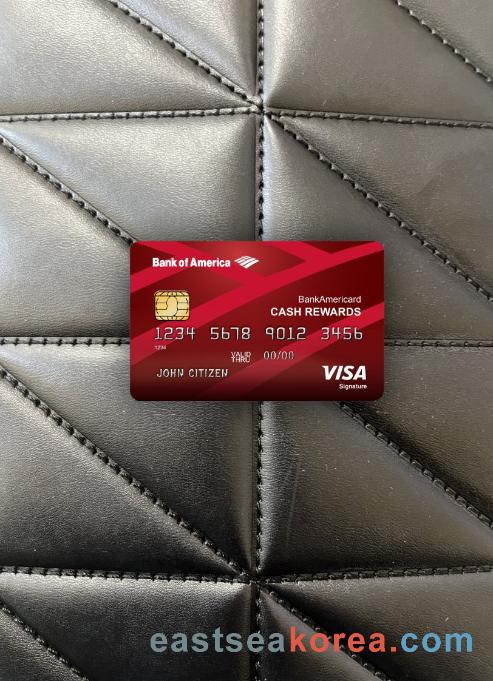 Bank of America
BankAmericard
CASH REWARDS
1234 5678 9012 3456
1234
VALID THRU 00/00
JOHN CITIZEN
VISA
Signature
eastseakorea.com